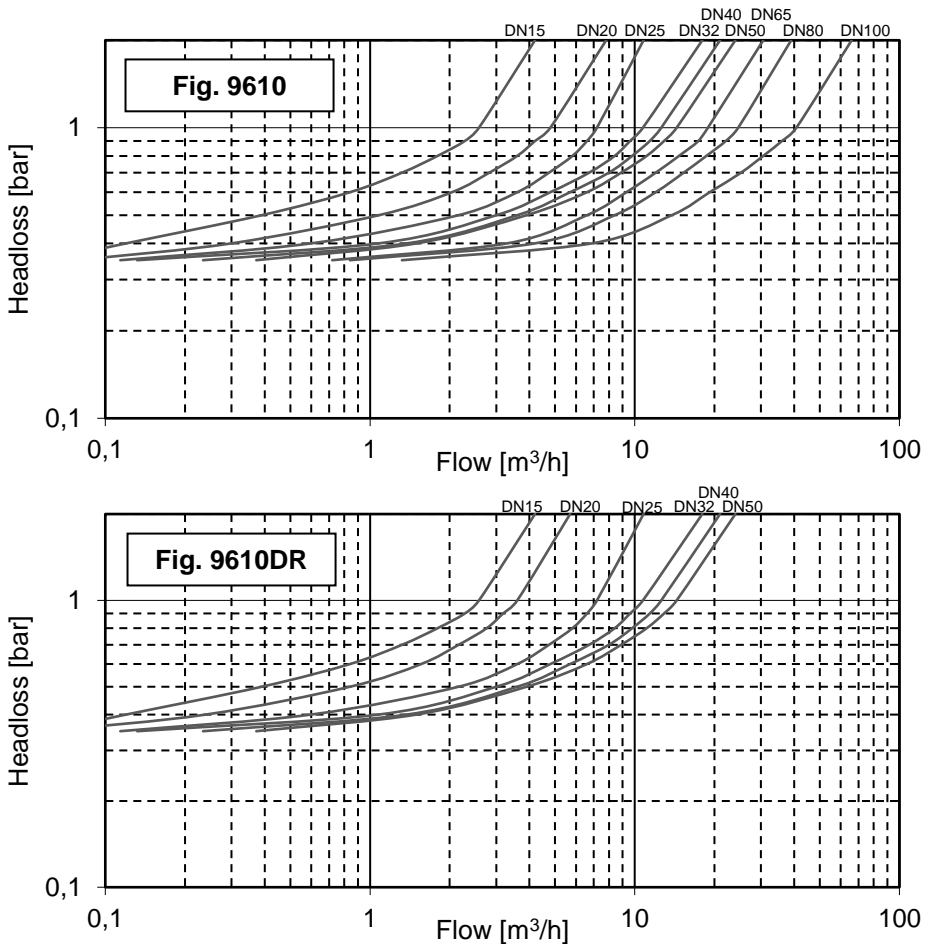 DN40 DN65
DN15 DN20 DN25 DN32 DN50 DN80 DN100
Fig. 9610
Headloss [bar]
1
0,1
0,1 1 10 100
Flow [m³/h]
DN40
DN15 DN20 DN25 DN32 DN50
Fig. 9610DR
Headloss [bar]
1
0,1
0,1 1 10 100
Flow [m³/h]